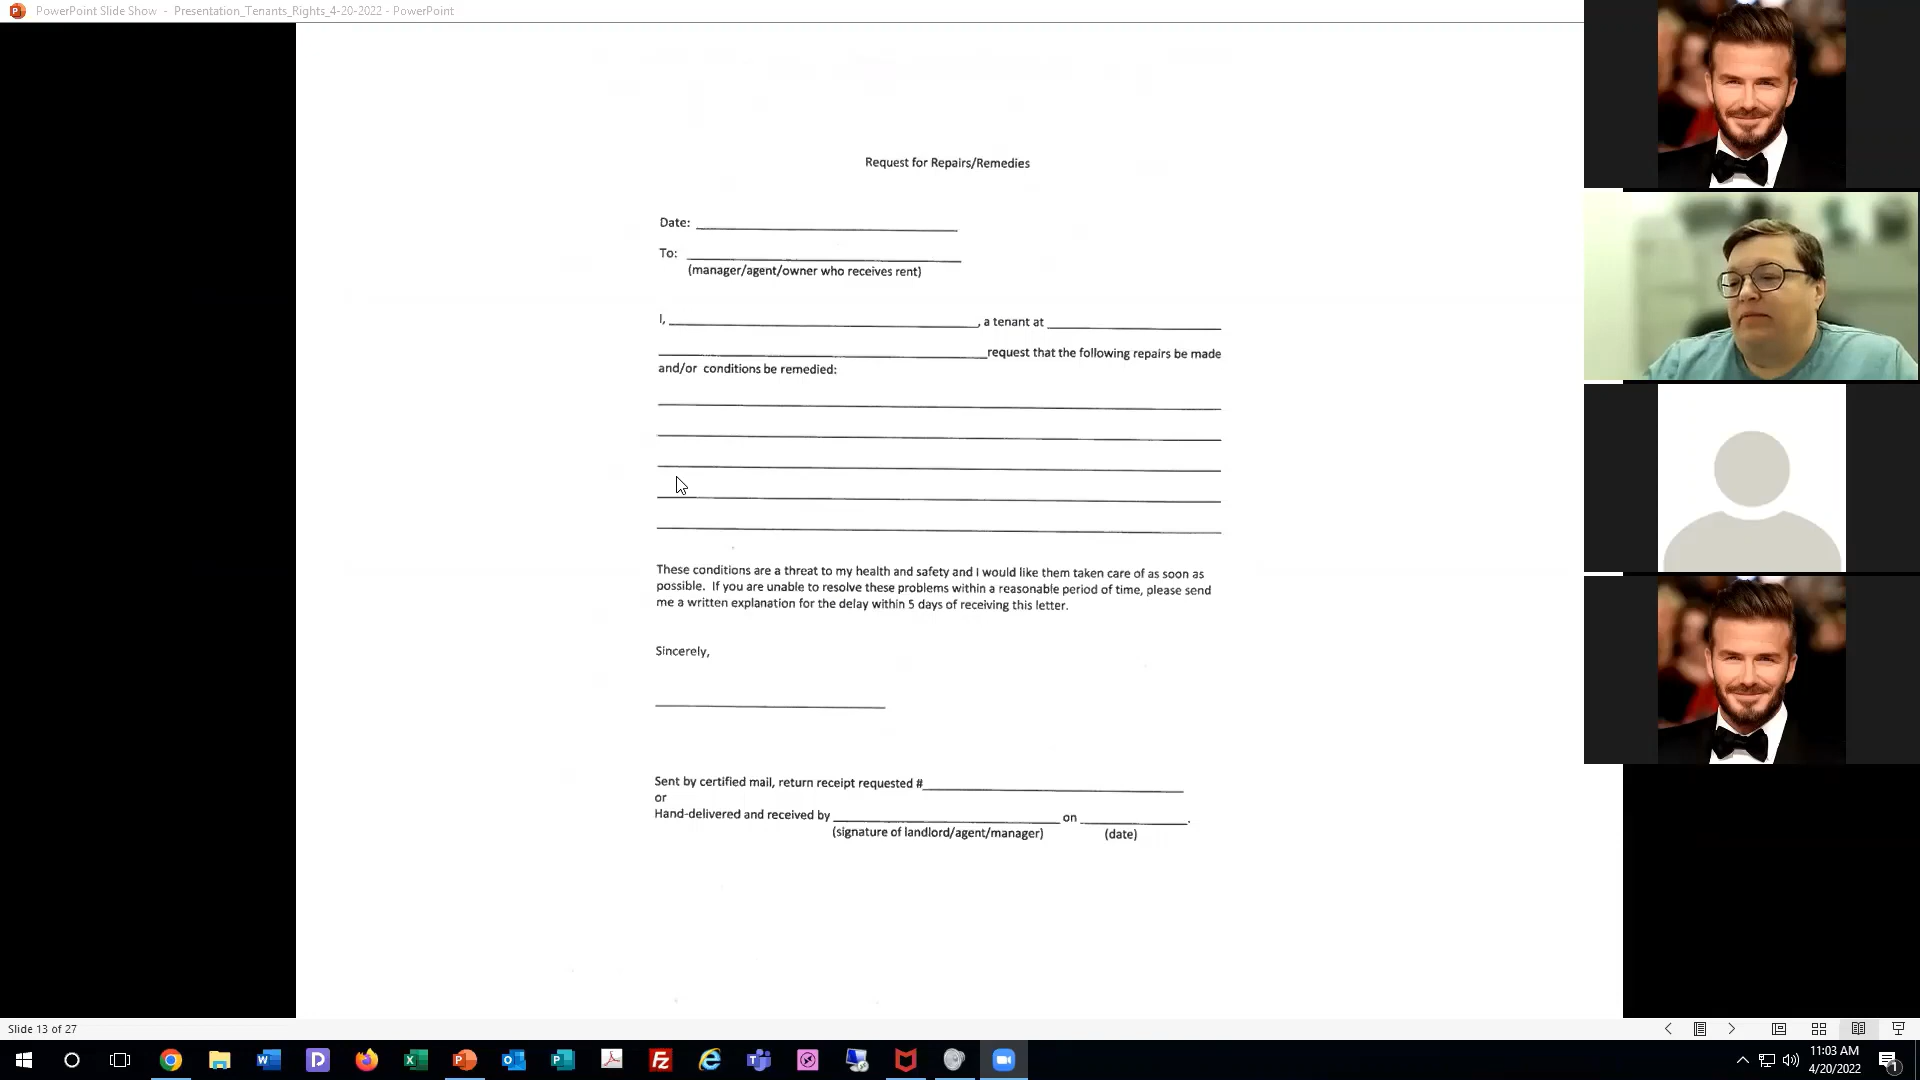 PowerPoint Slide Show - Presentation_Tenants_Rights_4-20-2022 - PowerPoint
Request for Repairs/Remedies
Date:
To:
(manager/agent/owner who receives rent)
I, , a tenant at
request that the following repairs be made
and/or conditions be remedied:
These conditions are a threat to my health and safety and I would like them taken care of as soon as
possible. If you are unable to resolve these problems within a reasonable period of time, please send
me a written explanation for the delay within 5 days of receiving this letter.
Sincerely,
Sent by certified mail, return receipt requested #
or
Hand-delivered and received by on .
(signature of landlord/agent/manager) (date)
Slide 13 of 27
11:03 AM
4/20/2022
1